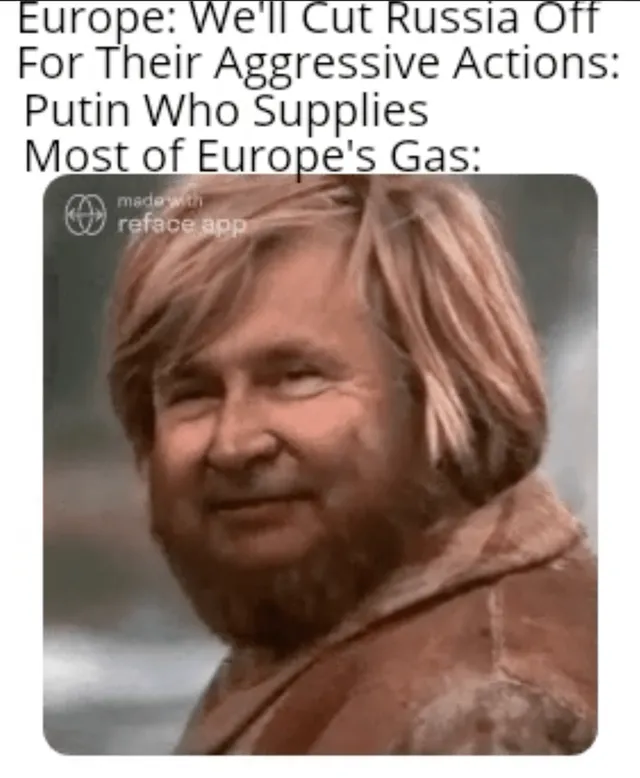 Europe: We'll Cut Russia Off
For Their Aggressive Actions:
Putin Who Supplies
Most of Europe's Gas:
made with
reface app